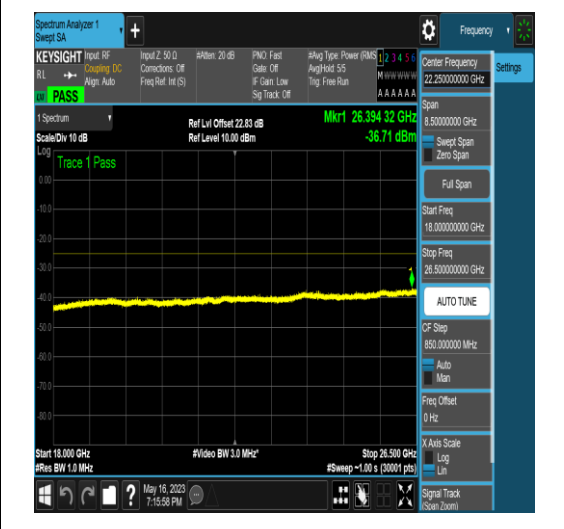 Spectrum Analyzer 1
Swept SA
Frequency
KEYSIGHT
RL
Input: RF
Coupling: DC
Align: Auto
Input Z: 50 Ω
Corrections: Off
Freq Ref: Int (S)
#Atten: 20 dB
PNO: Fast
Gate: Off
IF Gain: Low
Sig Track: Off
#Avg Type: Power (RMS
Avg|Hold: 5/5
Trig: Free Run
1 2 3 4 5 6
M W W W W W
A A A A A A
PASS
1 Spectrum
Scale/Div 10 dB
Ref Lvl Offset 22.83 dB
Ref Level 10.00 dBm
Mkr1 26.394 32 GHz
-36.71 dBm
Log
Trace 1 Pass
0.00
-10.0
-20.0
-30.0
-40.0
-50.0
-60.0
-70.0
-80.0
1
Start 18.000 GHz
#Res BW 1.0 MHz
#Video BW 3.0 MHz*
Stop 26.500 GHz
#Sweep ~1.00 s (30001 pts)
May 16, 2023
7:15:58 PM
Center Frequency
22.250000000 GHz
Settings
Span
8.50000000 GHz
Swept Span
Zero Span
Full Span
Start Freq
18.000000000 GHz
Stop Freq
26.500000000 GHz
AUTO TUNE
CF Step
850.000000 MHz
Auto
Man
Freq Offset
0 Hz
X Axis Scale
Log
Lin
Signal Track
(Span Zoom)